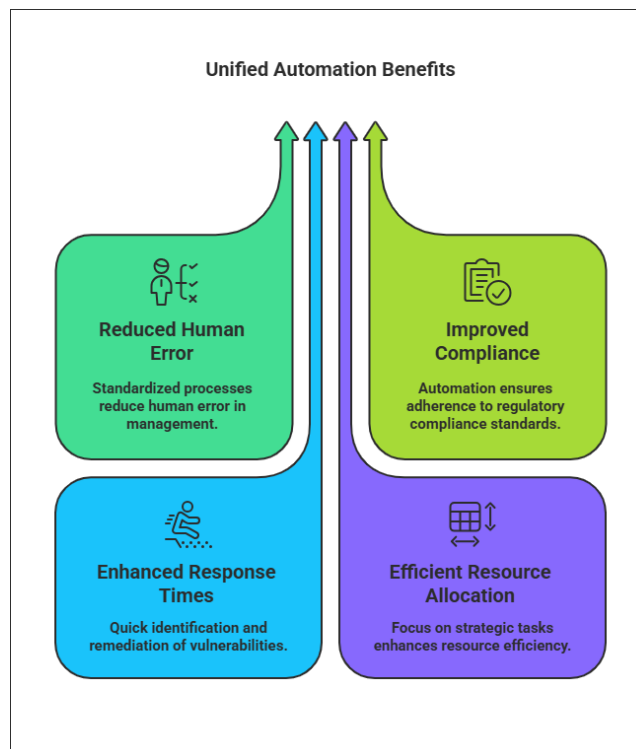 Unified Automation Benefits
Reduced Human
Error
Standardized processes
reduce human error in
management.
Improved
Compliance
Automation ensures
adherence to regulatory
compliance standards.
Enhanced Response
Times
Quick identification and
remediation of vulnerabilities.
Efficient Resource
Allocation
Focus on strategic tasks
enhances resource efficiency.